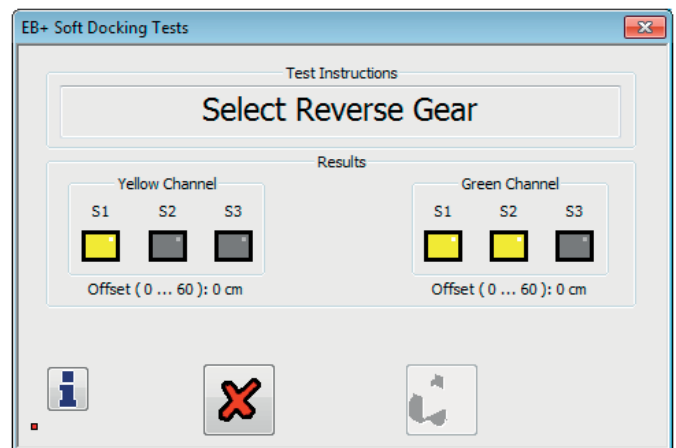 EB+ Soft Docking Tests
Test Instructions
Select Reverse Gear
Results
Yellow Channel
Green Channel
S1 S2 S3
S1 S2 S3
Offset ( 0 ... 60 ): 0 cm
Offset ( 0 ... 60 ): 0 cm